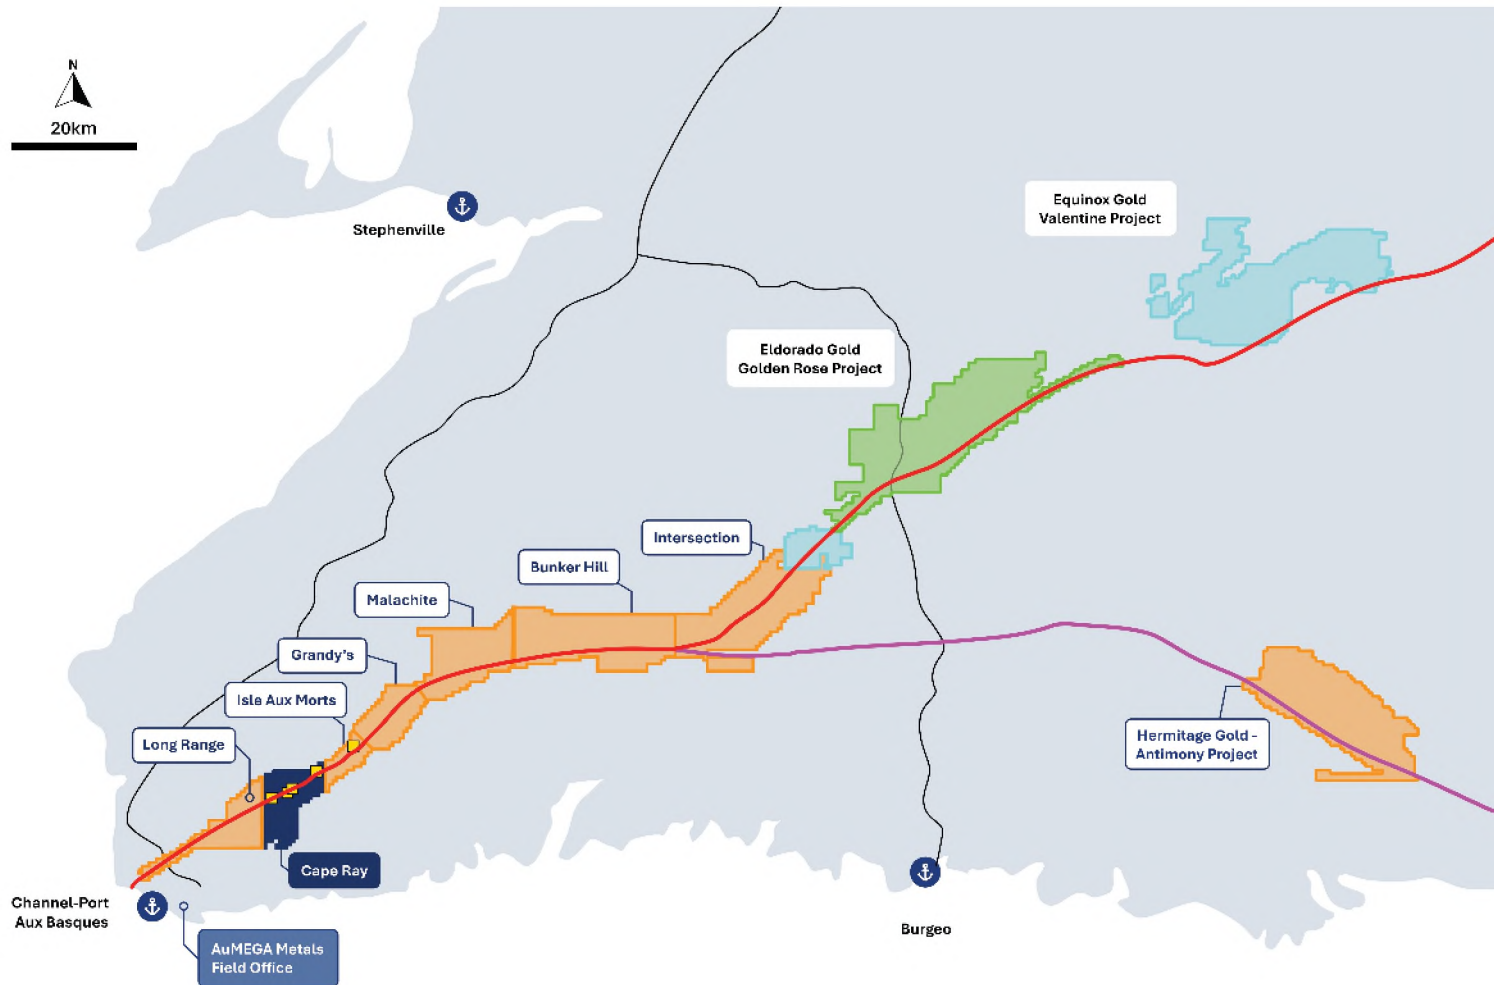 N
20km
Stephenville
Equinox Gold
Valentine Project
Eldorado Gold
Golden Rose Project
Intersection
Bunker Hill
Malachite
Grandy's
Isle Aux Morts
Long Range
Hermitage Gold -
Antimony Project
Cape Ray
Channel-Port
Aux Basques
Burgeo
AuMEGA Metals
Field Office